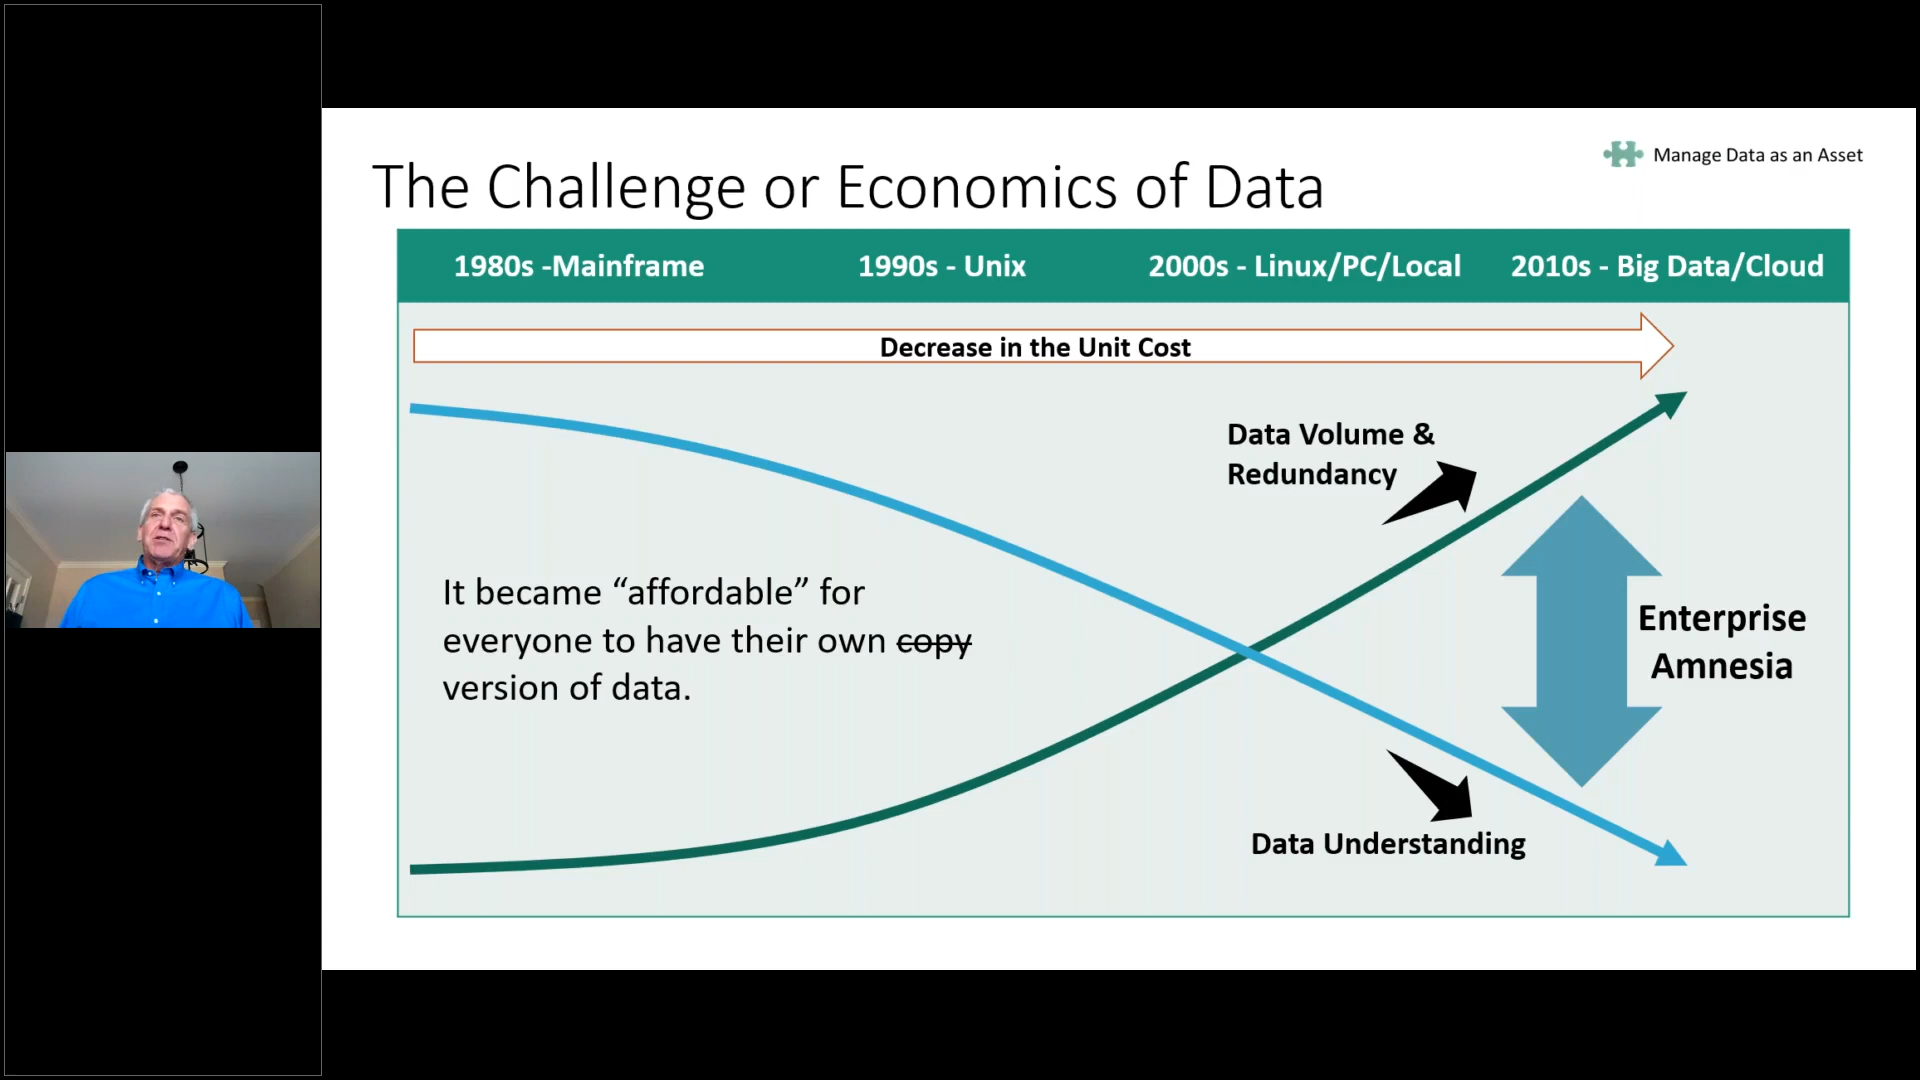 Manage Data as an Asset
The Challenge or Economics of Data
1980s -Mainframe
1990s - Unix
2000s - Linux/PC/Local
2010s - Big Data/Cloud
Decrease in the Unit Cost
Data Volume &
Redundancy
It became “affordable” for
everyone to have their own copy
version of data.
Enterprise
Amnesia
Data Understanding